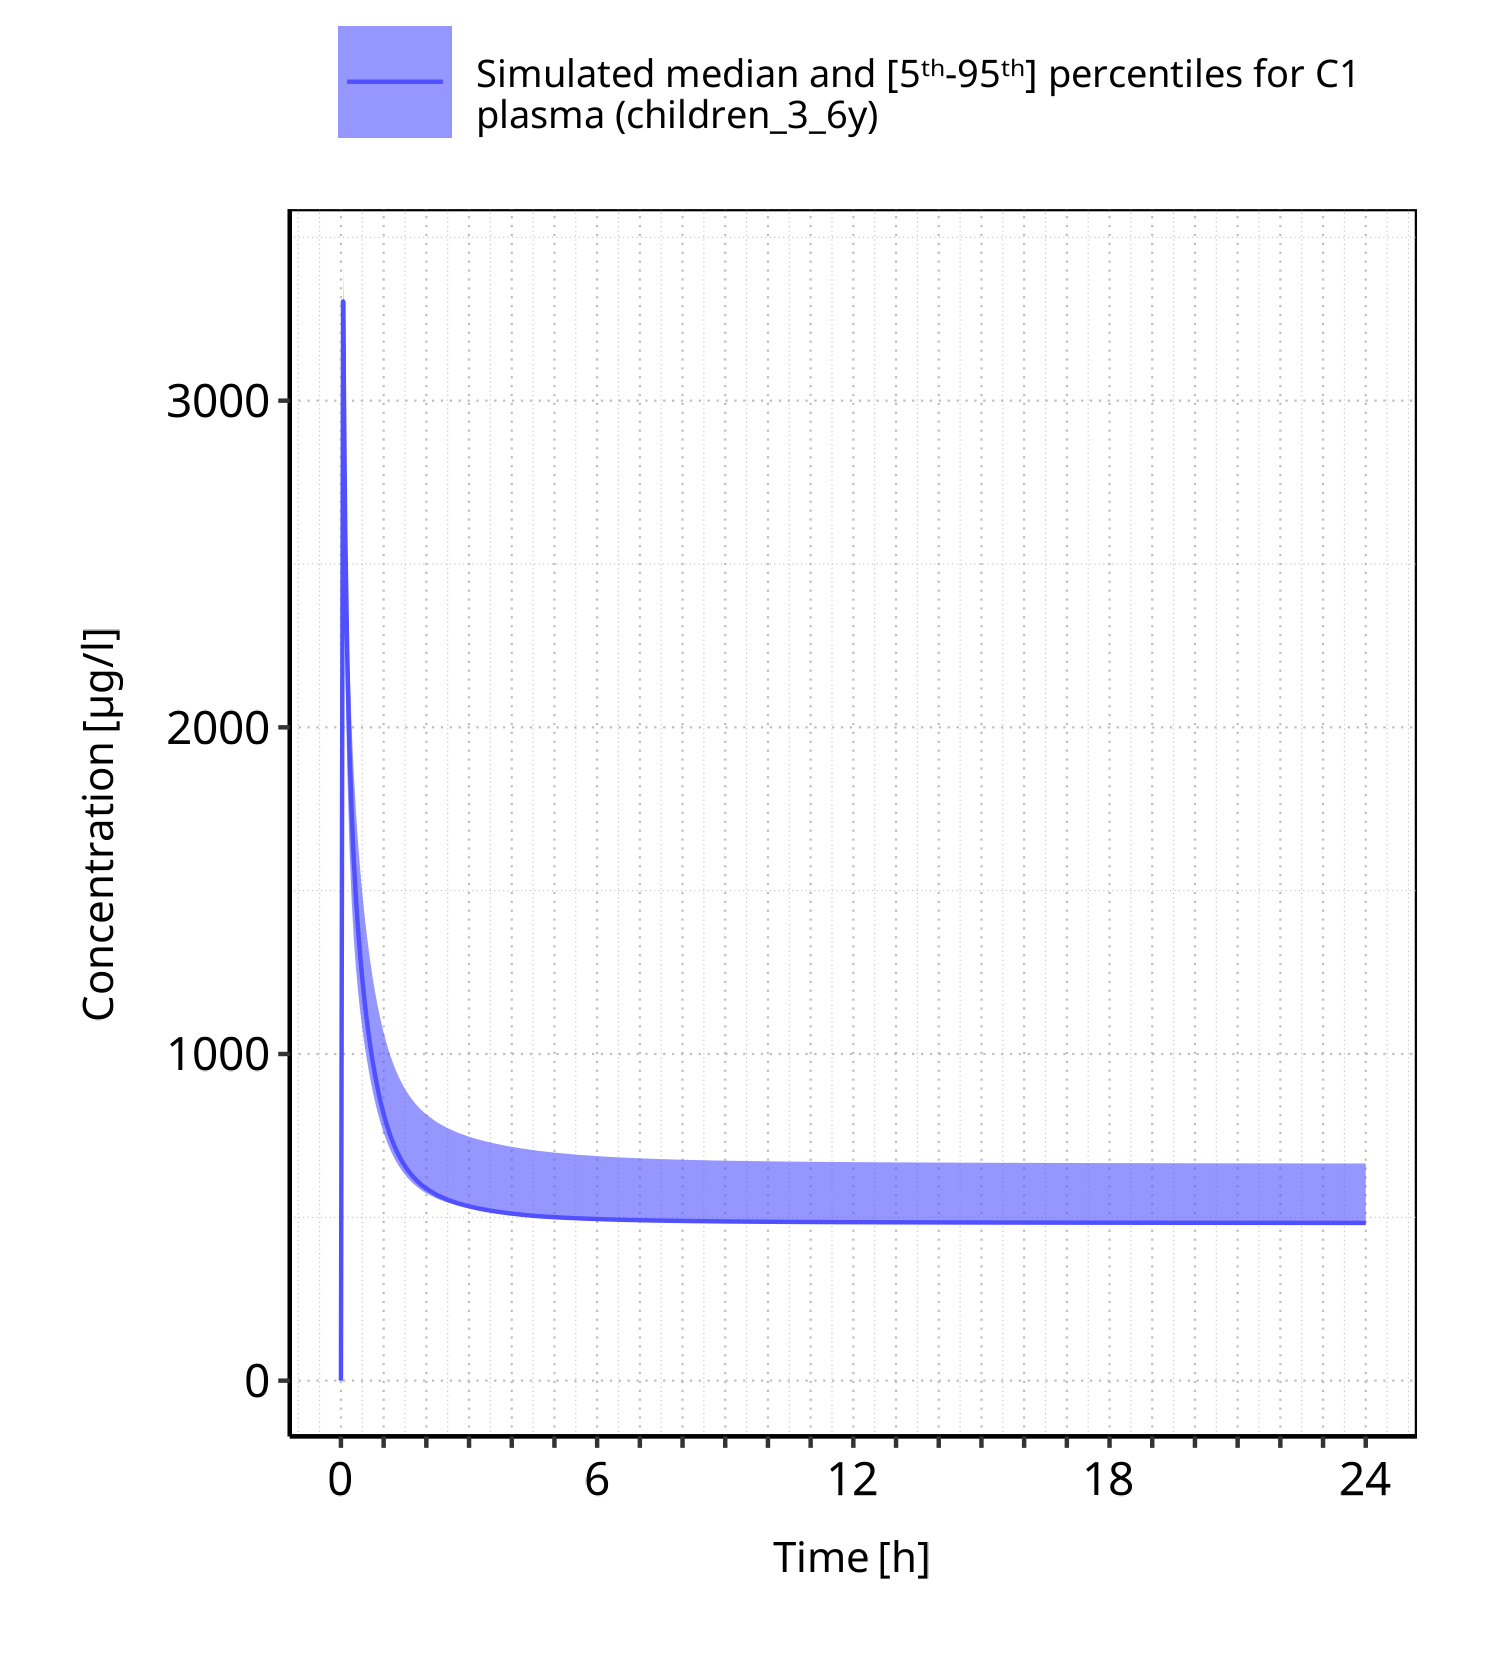 Simulated median and [5th-95th] percentiles for C1
plasma (children_3_6y)
Concentration [µg/l]
3000
2000
1000
0
0 6 12 18 24
Time [h]